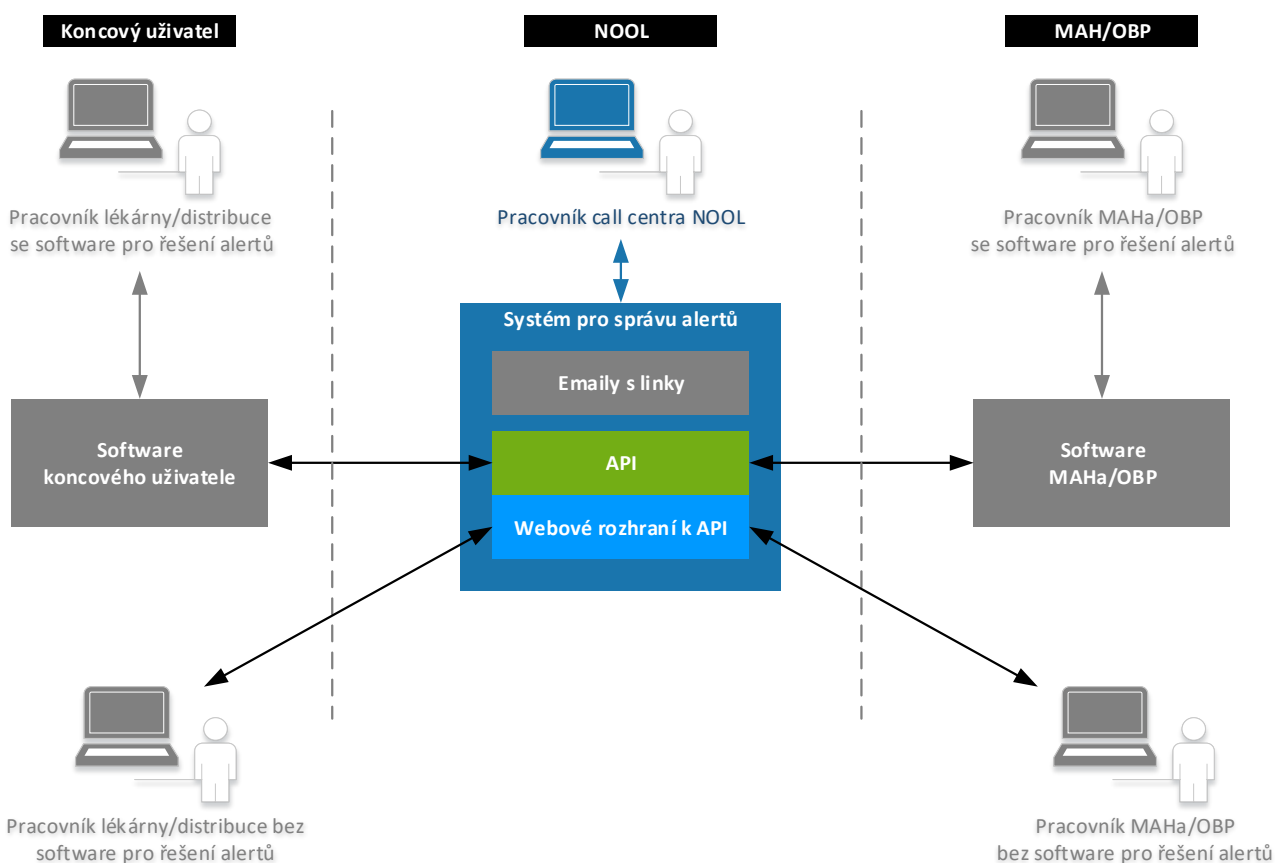 Koncový uživatel
NOOL
MAH/OBP
Pracovník lékárny/distribuce
se software pro řešení alertů
Pracovník call centra NOOL
Pracovník MAHa/OBP
se software pro řešení alertů
Systém pro správu alertů
Emaily s linky
Software
koncového uživatele
API
Software
MAHa/OBP
Webové rozhraní k API
Pracovník lékárny/distribuce bez
software pro řešení alertů
Pracovník MAHa/OBP
bez software pro řešení alertů